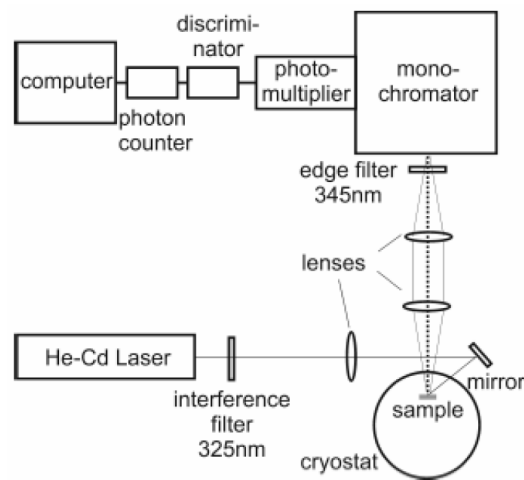 discrimi-
nator
computer
photo-
multiplier
mono-
chromator
photon
counter
edge filter
345nm
lenses
He-Cd Laser
interference
filter
325nm
mirror
sample
cryostat